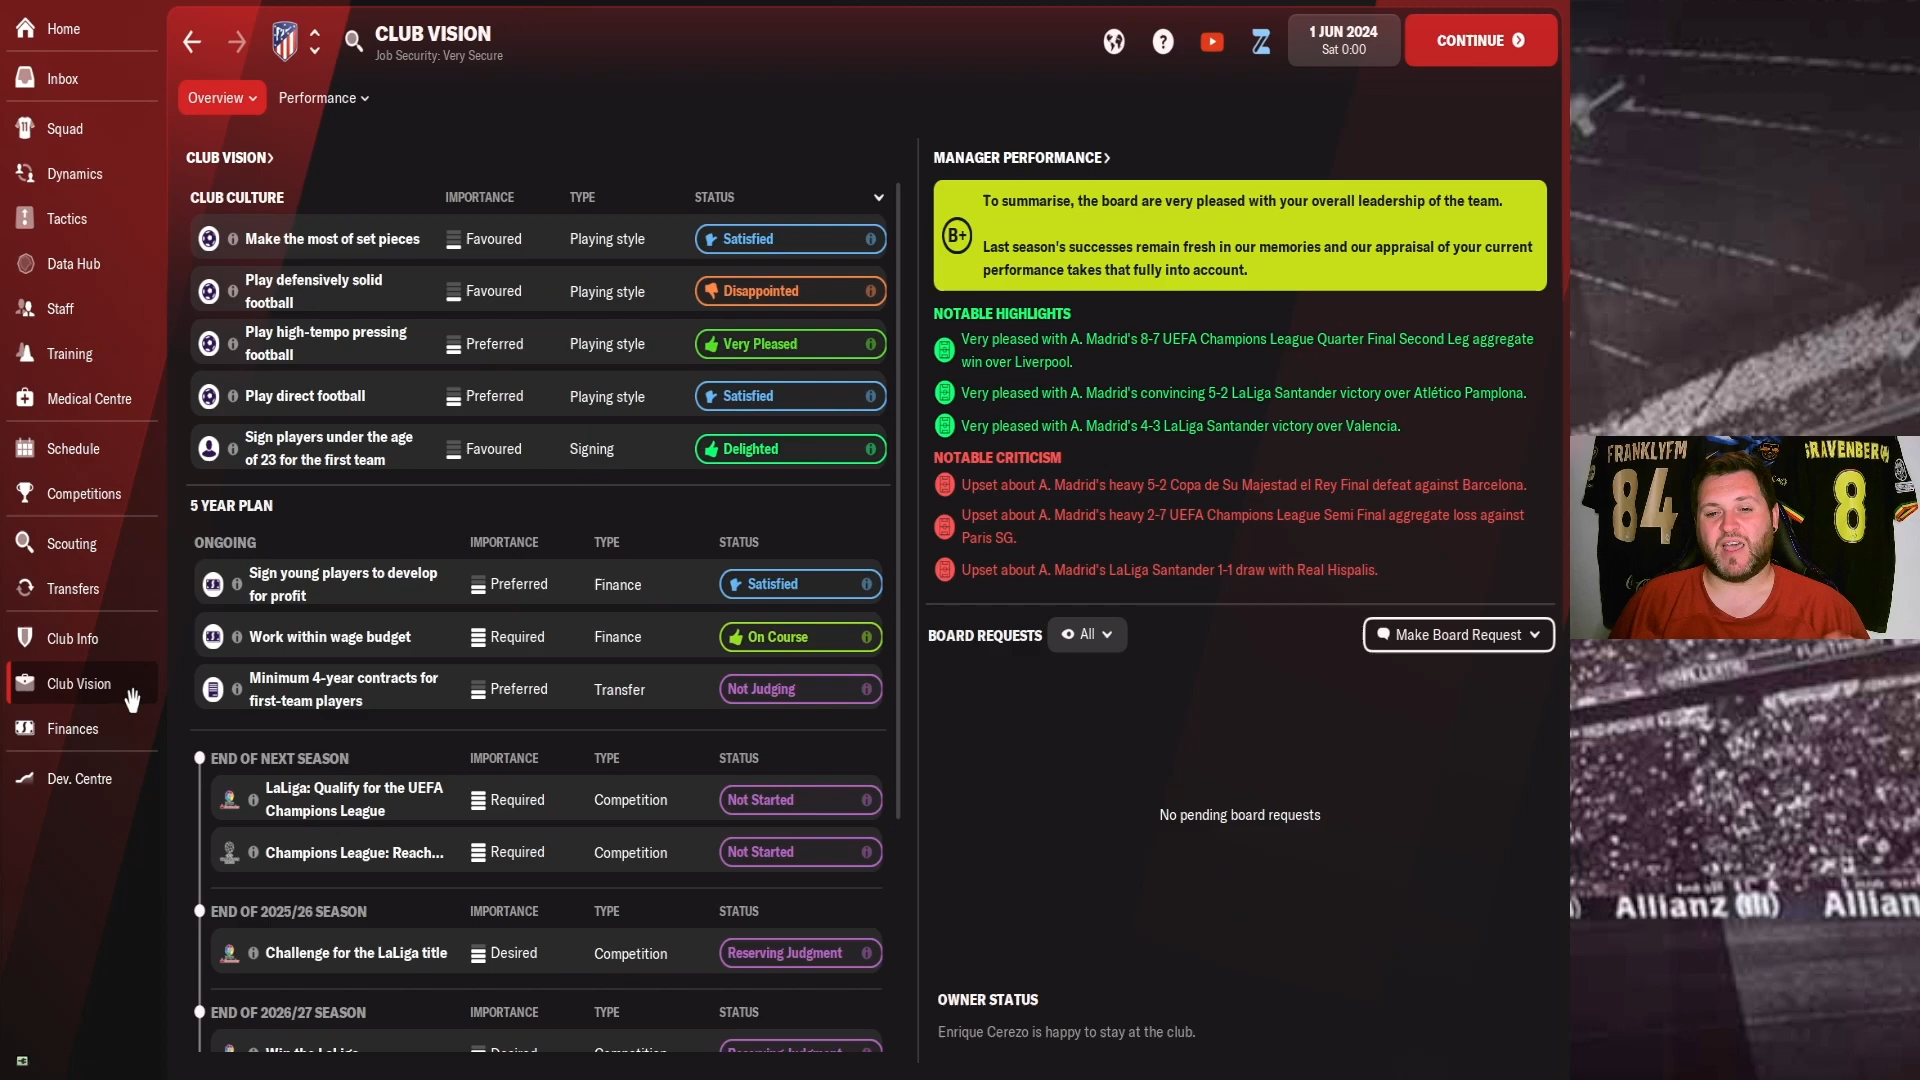 Home
Inbox
Squad
Dynamics
Tactics
Data Hub
Staff
Training
Medical Centre
Schedule
Competitions
Scouting
Transfers
Club Info
Club Vision
Finances
Dev. Centre
CLUB VISION
Job Security: Very Secure
1 JUN 2024
Sat 0:00
CONTINUE
Overview
Performance
CLUB VISION
CLUB CULTURE IMPORTANCE TYPE STATUS
Make the most of set pieces Favoured Playing style Satisfied
Play defensively solid
football Favoured Playing style Disappointed
Play high-tempo pressing
football Preferred Playing style Very Pleased
Play direct football Preferred Playing style Satisfied
Sign players under the age
of 23 for the first team Favoured Signing Delighted
5 YEAR PLAN
ONGOING IMPORTANCE TYPE STATUS
Sign young players to develop
for profit Preferred Finance Satisfied
Work within wage budget Required Finance On Course
Minimum 4-year contracts for
first-team players Preferred Transfer Not Judging
END OF NEXT SEASON IMPORTANCE TYPE STATUS
LaLiga: Qualify for the UEFA
Champions League Required Competition Not Started
Champions League: Reach... Required Competition Not Started
END OF 2025/26 SEASON IMPORTANCE TYPE STATUS
Challenge for the LaLiga title Desired Competition Reserving Judgment
END OF 2026/27 SEASON IMPORTANCE TYPE STATUS
MANAGER PERFORMANCE
B+
To summarise, the board are very pleased with your overall leadership of the team.
Last season's successes remain fresh in our memories and our appraisal of your current
performance takes that fully into account.
NOTABLE HIGHLIGHTS
Very pleased with A. Madrid's 8-7 UEFA Champions League Quarter Final Second Leg aggregate
win over Liverpool.
Very pleased with A. Madrid's convincing 5-2 LaLiga Santander victory over Atlético Pamplona.
Very pleased with A. Madrid's 4-3 LaLiga Santander victory over Valencia.
NOTABLE CRITICISM
Upset about A. Madrid's heavy 5-2 Copa de Su Majestad el Rey Final defeat against Barcelona.
Upset about A. Madrid's heavy 2-7 UEFA Champions League Semi Final aggregate loss against
Paris SG.
Upset about A. Madrid's LaLiga Santander 1-1 draw with Real Hispalis.
BOARD REQUESTS All Make Board Request
No pending board requests
OWNER STATUS
Enrique Cerezo is happy to stay at the club.
FRANKLYFM
84
8
Allianz
Allian